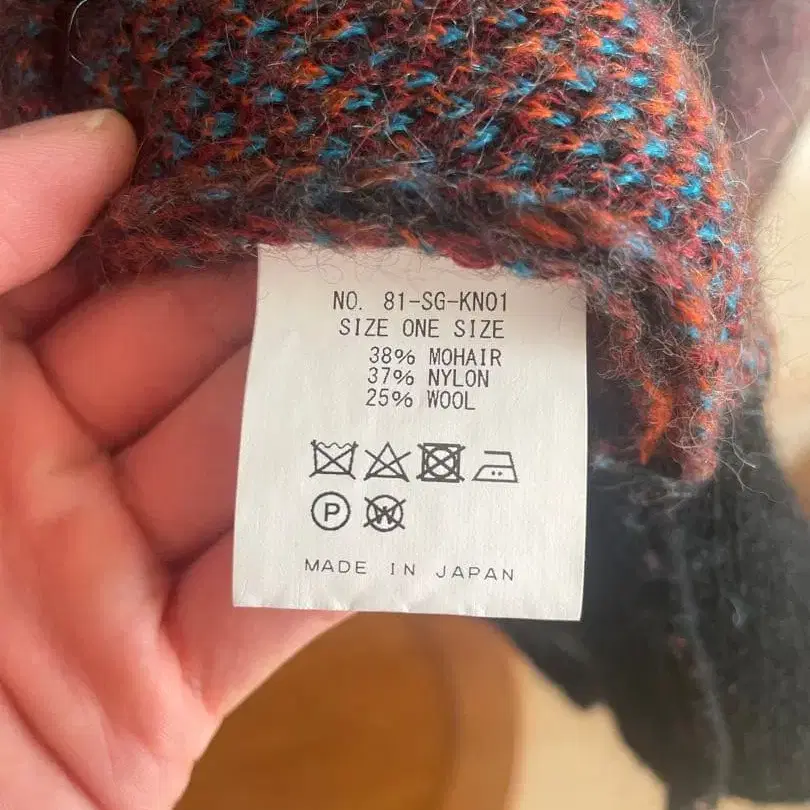 NO. 81-SG-KN01
SIZE ONE SIZE
38% MOHAIR
37% NYLON
25% WOOL
P W
MADE IN JAPAN